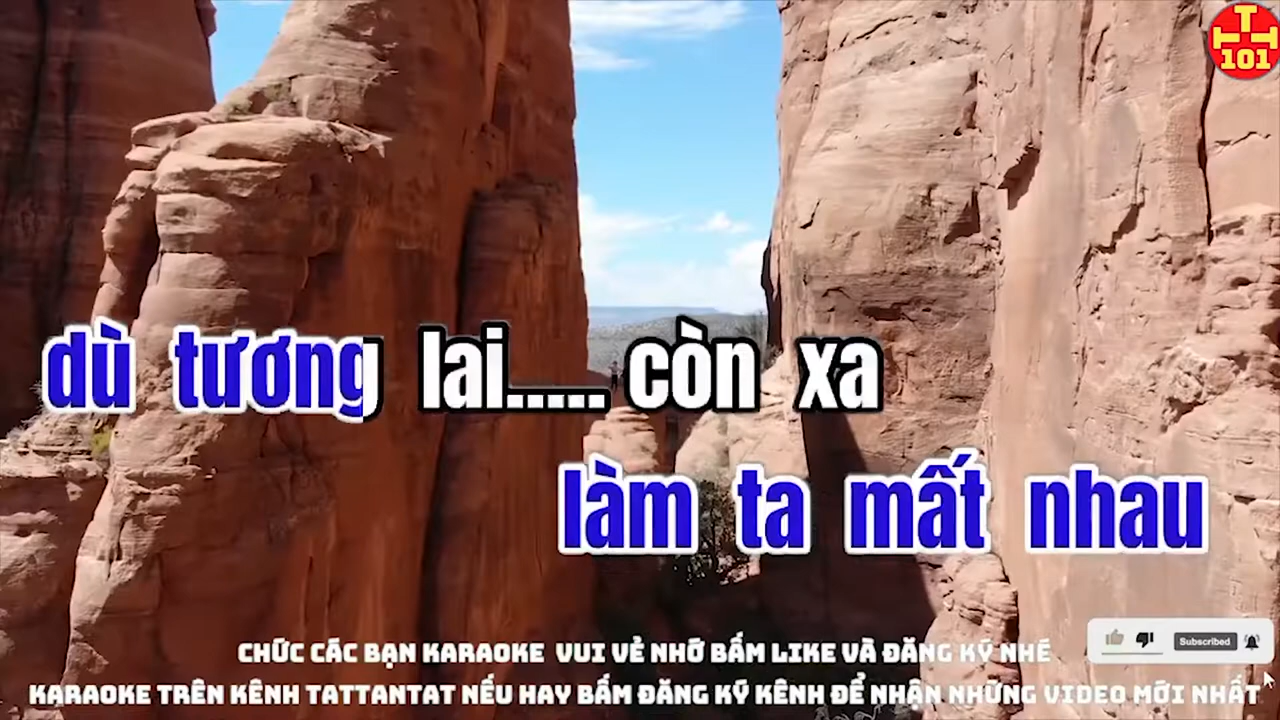 T
H
101
dù tương lai..... còn xa
làm ta mất nhau
CHỨC CÁC BẠN KARAOKE VUI VẺ NHỚ BẤM LIKE VÀ ĐĂNG KÝ NHÉ
Subscribed
KARAOKE TRÊN KÊNH TATTANTAT NẾU HAY BẤM ĐĂNG KÝ KÊNH ĐỂ NHẬN NHỮNG VIDEO MỚI NHẤT